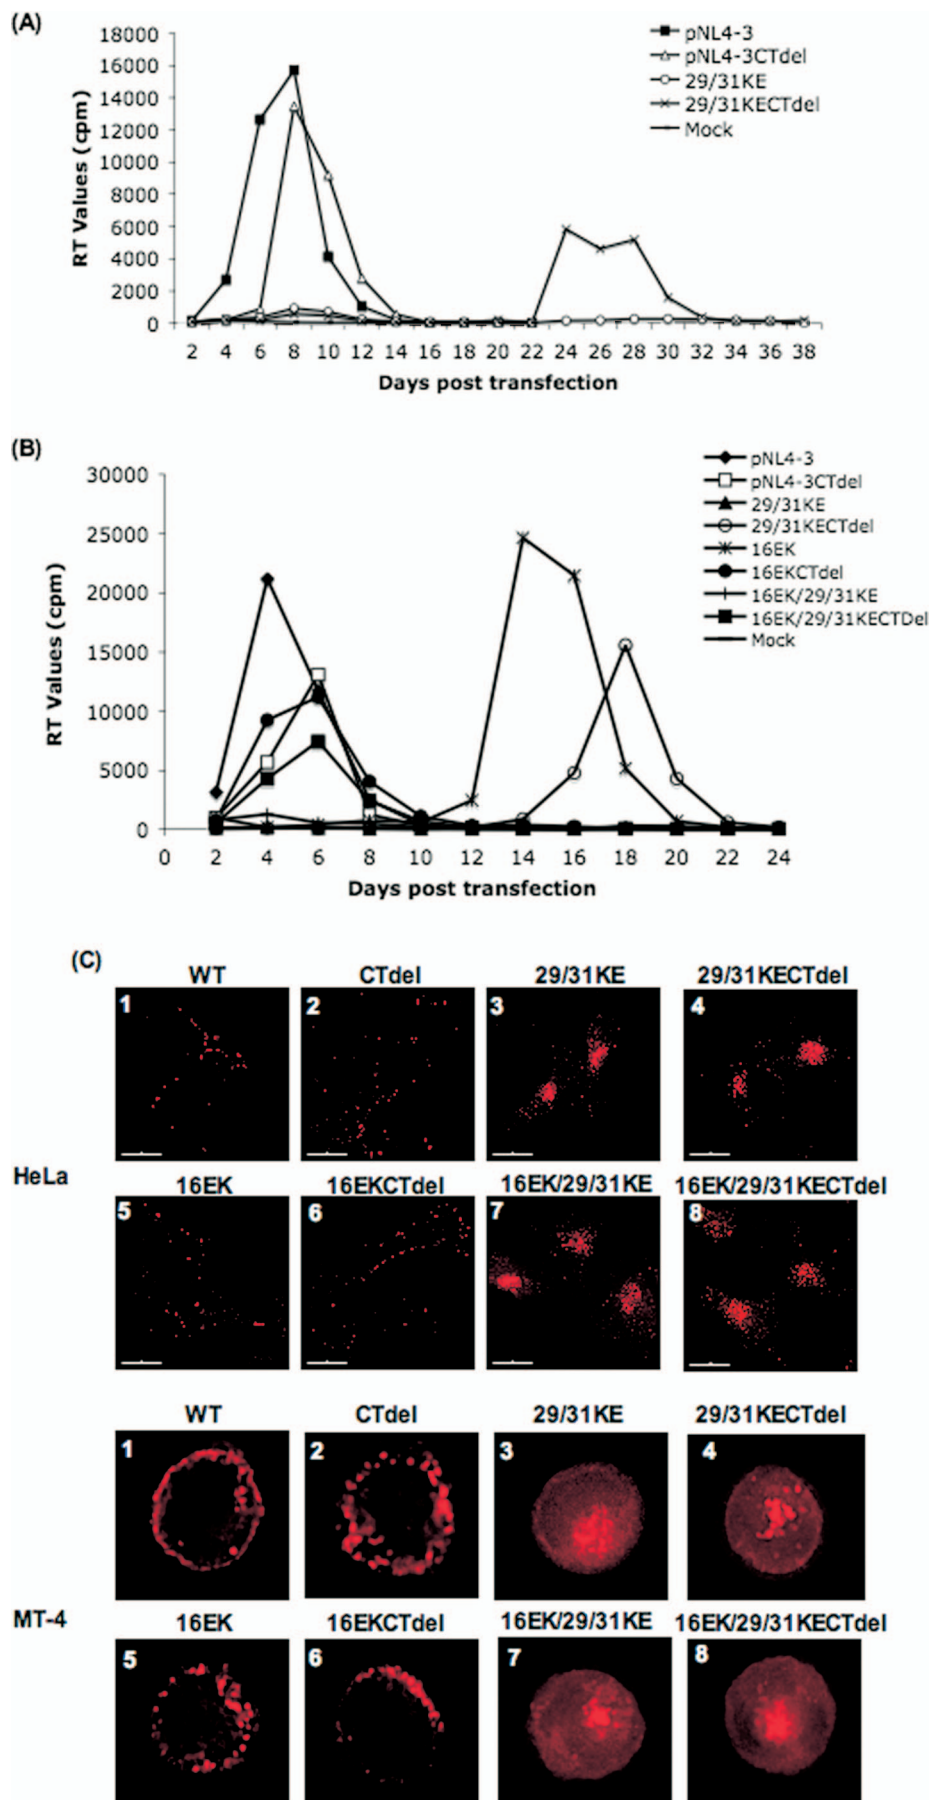 (A)
18000
16000
14000
12000
10000
8000
6000
4000
2000
0
RT Values (cpm)
2 4 6 8 10 12 14 16 18 20 22 24 26 28 30 32 34 36 38
Days post transfection
pNL4-3
pNL4-3CTdel
29/31KE
29/31KECTdel
Mock
(B)
30000
25000
20000
15000
10000
5000
0
RT Values (cpm)
0 2 4 6 8 10 12 14 16 18 20 22 24
Days post transfection
pNL4-3
pNL4-3CTdel
29/31KE
29/31KECTdel
16EK
16EKCTdel
16EK/29/31KE
16EK/29/31KECTDel
Mock
(C)
WT CTdel 29/31KE 29/31KECTdel
1 2 3 4
HeLa
16EK 16EKCTdel 16EK/29/31KE 16EK/29/31KECTdel
5 6 7 8
WT CTdel 29/31KE 29/31KECTdel
1 2 3 4
MT-4
16EK 16EKCTdel 16EK/29/31KE 16EK/29/31KECTdel
5 6 7 8